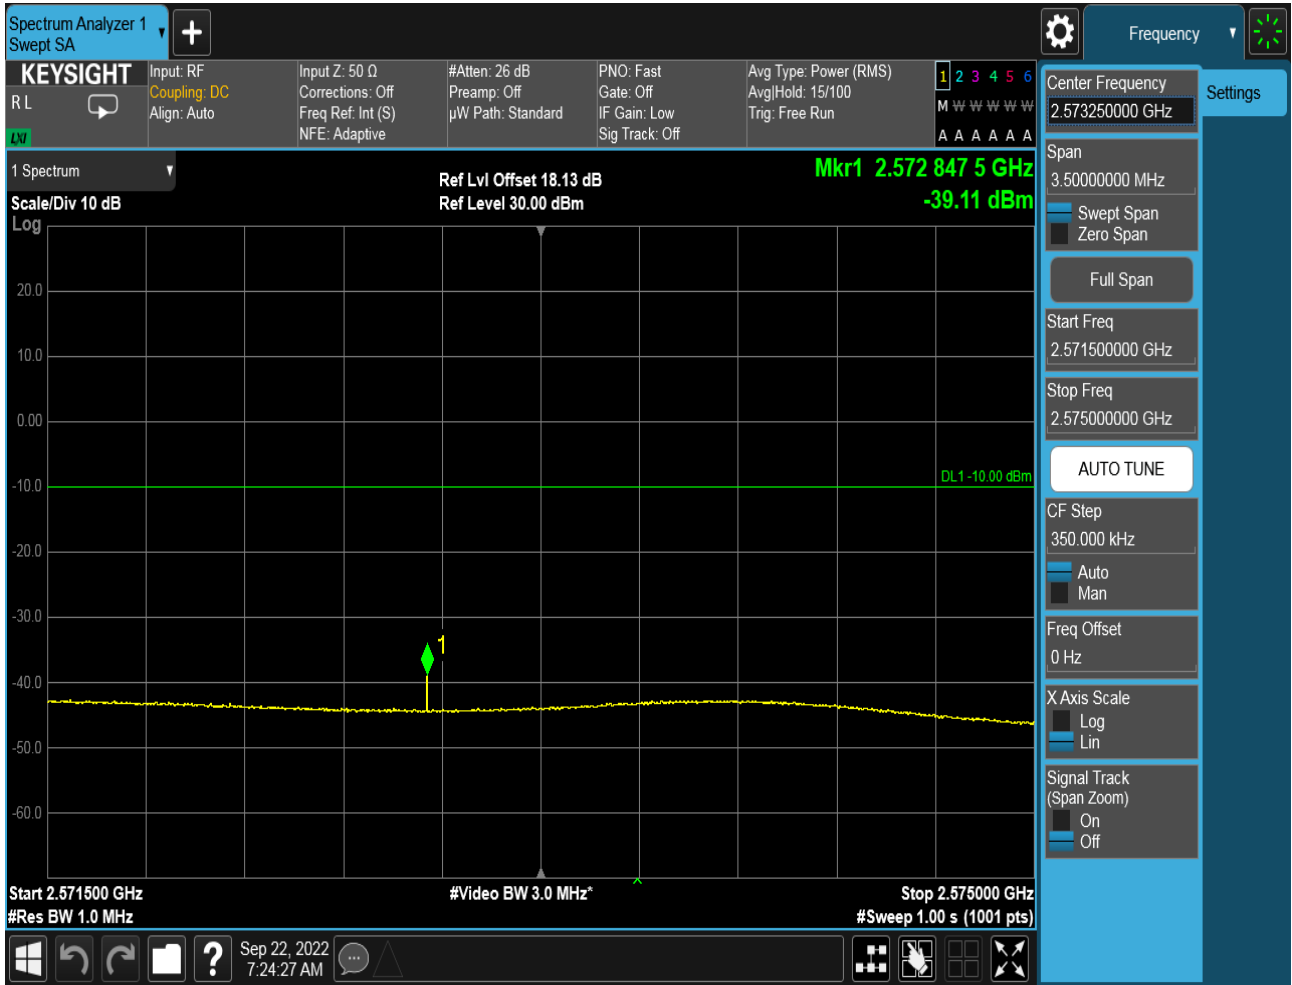 Spectrum Analyzer 1
Swept SA
Frequency
KEYSIGHT
R L
LXI
Input: RF
Coupling: DC
Align: Auto
Input Z: 50 Ω
Corrections: Off
Freq Ref: Int (S)
NFE: Adaptive
#Atten: 26 dB
Preamp: Off
µW Path: Standard
PNO: Fast
Gate: Off
IF Gain: Low
Sig Track: Off
Avg Type: Power (RMS)
Avg|Hold: 15/100
Trig: Free Run
1 2 3 4 5 6
M W W W W W
A A A A A A
1 Spectrum
Scale/Div 10 dB
Log
Ref Lvl Offset 18.13 dB
Ref Level 30.00 dBm
Mkr1 2.572 847 5 GHz
-39.11 dBm
20.0
10.0
0.00
-10.0
-20.0
-30.0
-40.0
-50.0
-60.0
DL1 -10.00 dBm
1
Start 2.571500 GHz
#Res BW 1.0 MHz
#Video BW 3.0 MHz*
Stop 2.575000 GHz
#Sweep 1.00 s (1001 pts)
Sep 22, 2022
7:24:27 AM
Center Frequency
2.573250000 GHz
Settings
Span
3.50000000 MHz
Swept Span
Zero Span
Full Span
Start Freq
2.571500000 GHz
Stop Freq
2.575000000 GHz
AUTO TUNE
CF Step
350.000 kHz
Auto
Man
Freq Offset
0 Hz
X Axis Scale
Log
Lin
Signal Track
(Span Zoom)
On
Off